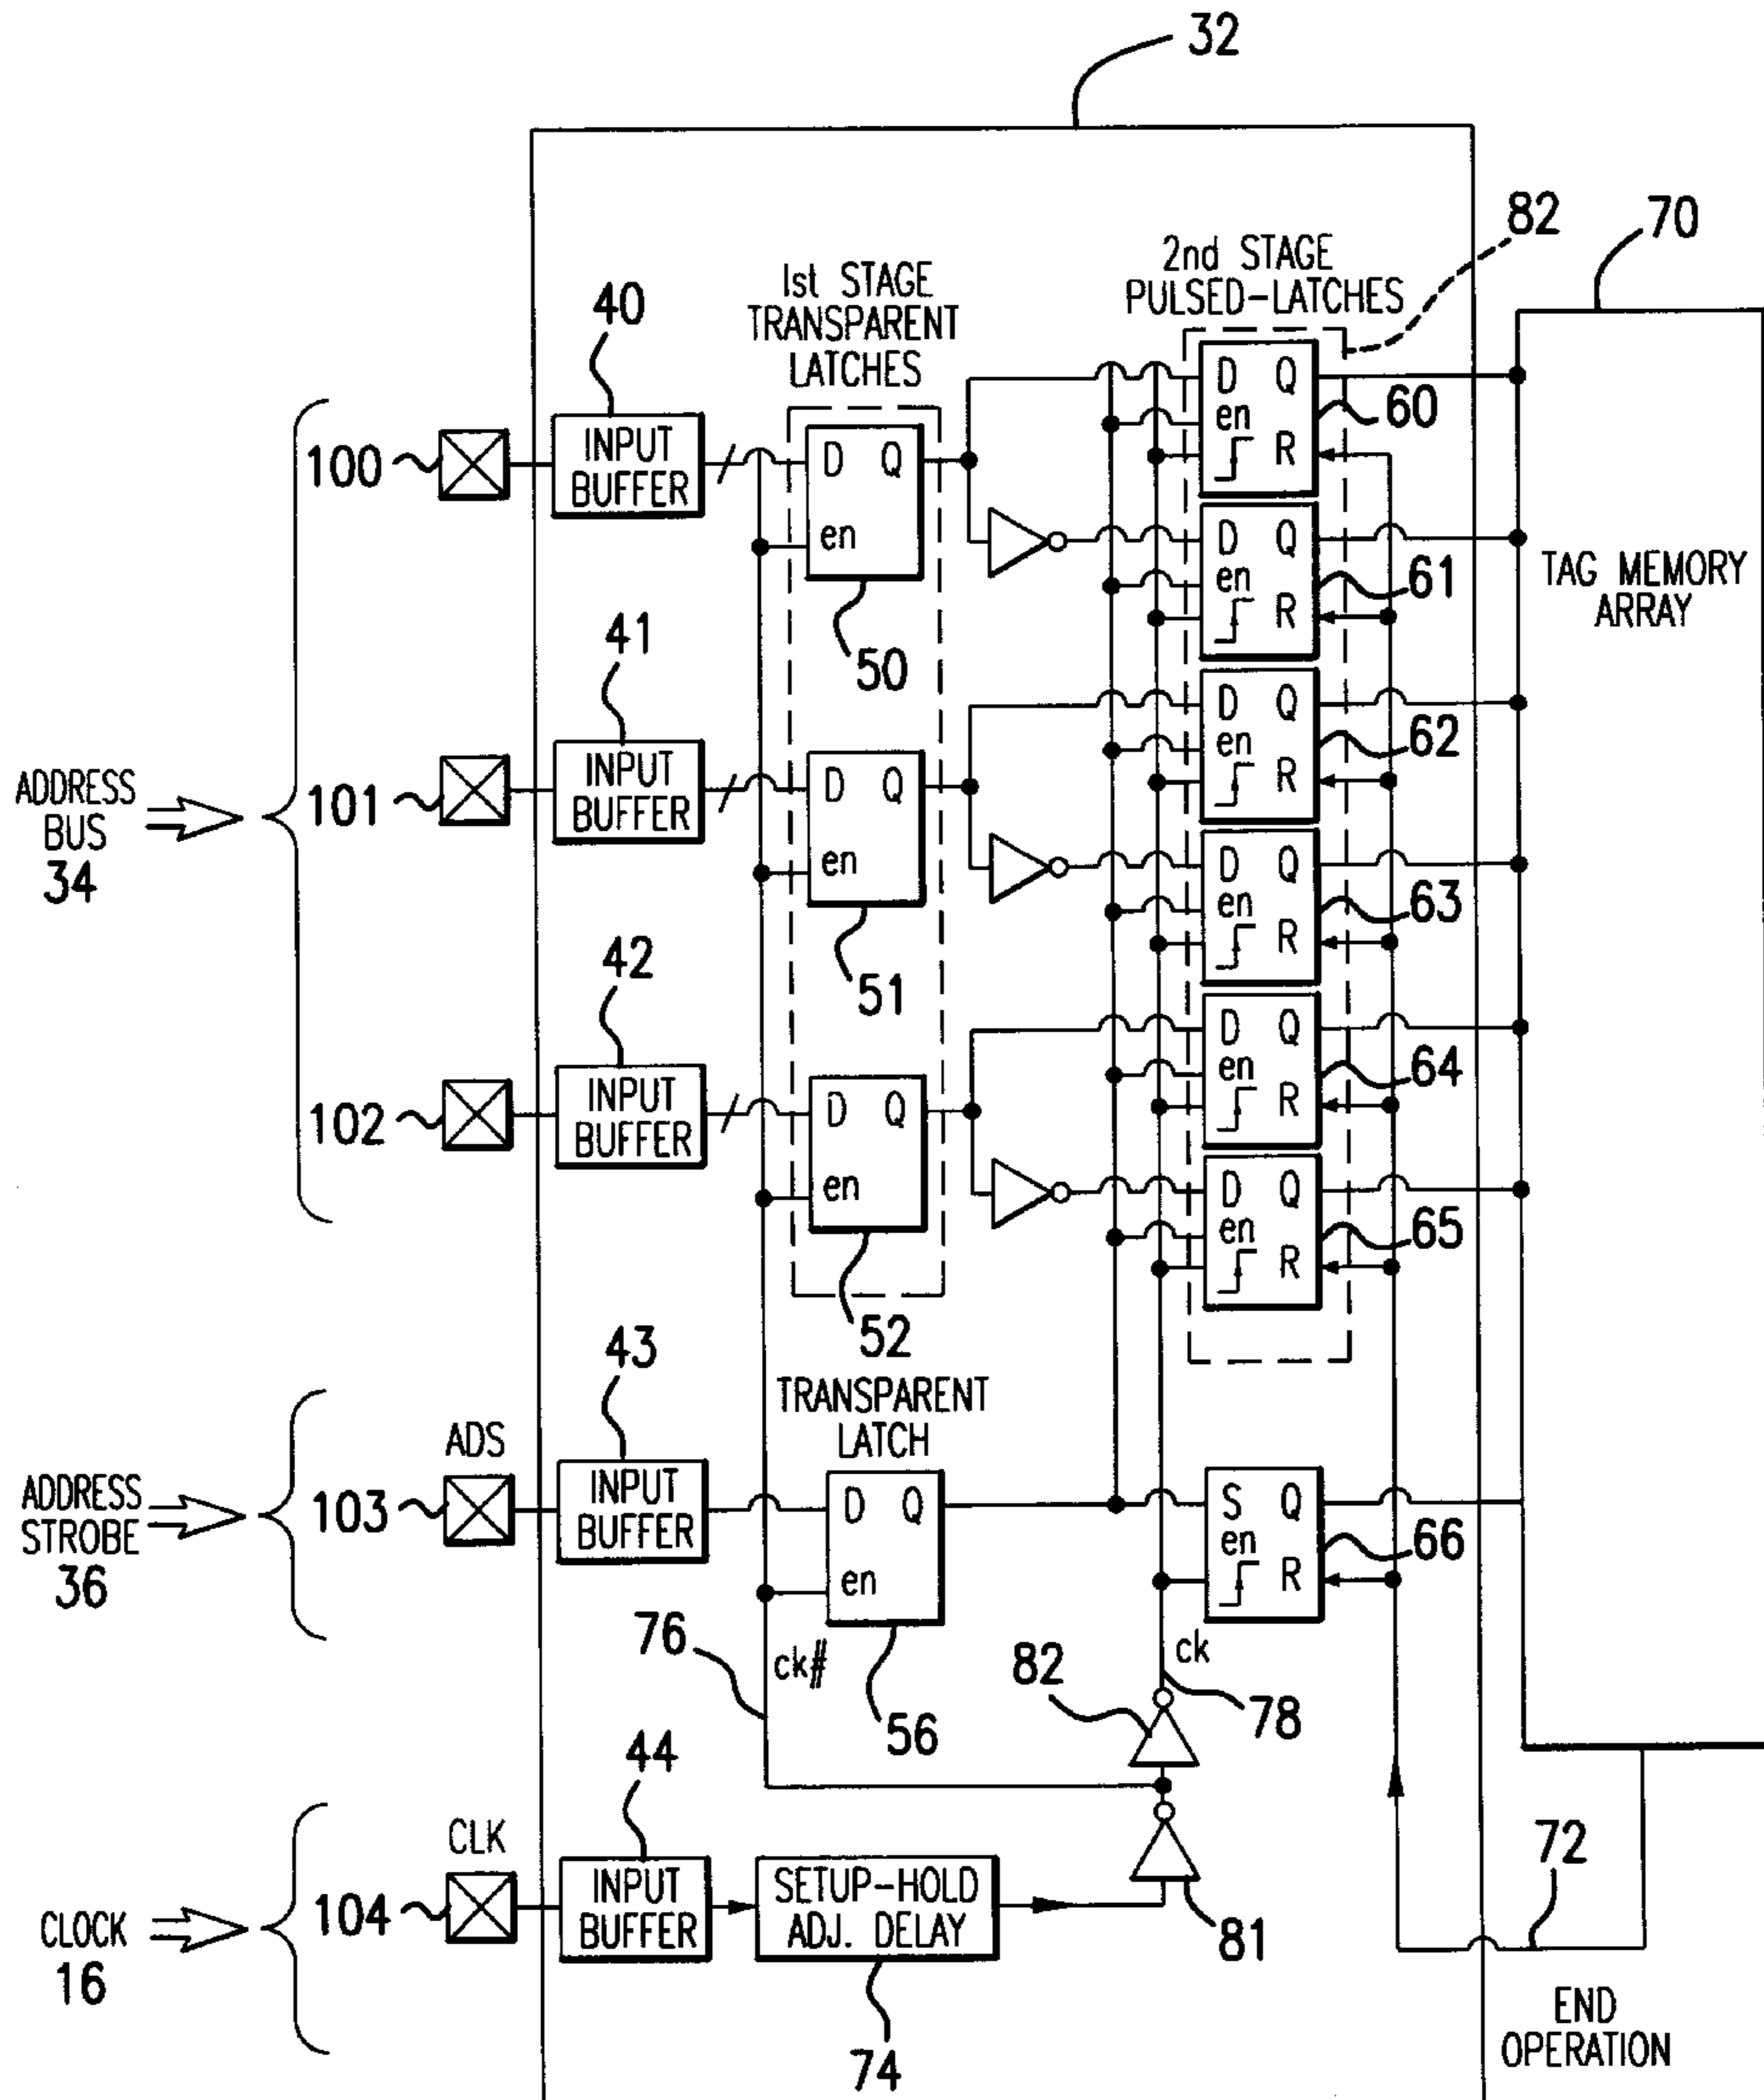 32
82
70
2nd STAGE
PULSED-LATCHES
1st STAGE
TRANSPARENT
LATCHES
40
D Q
en
R
60
100
INPUT
BUFFER
D Q
en
50
D Q
en
R
61
TAG MEMORY
ARRAY
41
D Q
en
R
62
ADDRESS
BUS
34
101
INPUT
BUFFER
D Q
en
51
D Q
en
R
63
42
D Q
en
R
64
102
INPUT
BUFFER
D Q
en
52
D Q
en
R
65
43
TRANSPARENT
LATCH
ADDRESS
STROBE
36
ADS
103
INPUT
BUFFER
D Q
en
56
S Q
en
R
66
76
ck#
82
ck
78
44
CLOCK
16
CLK
104
INPUT
BUFFER
SETUP-HOLD
ADJ. DELAY
74
81
72
END
OPERATION